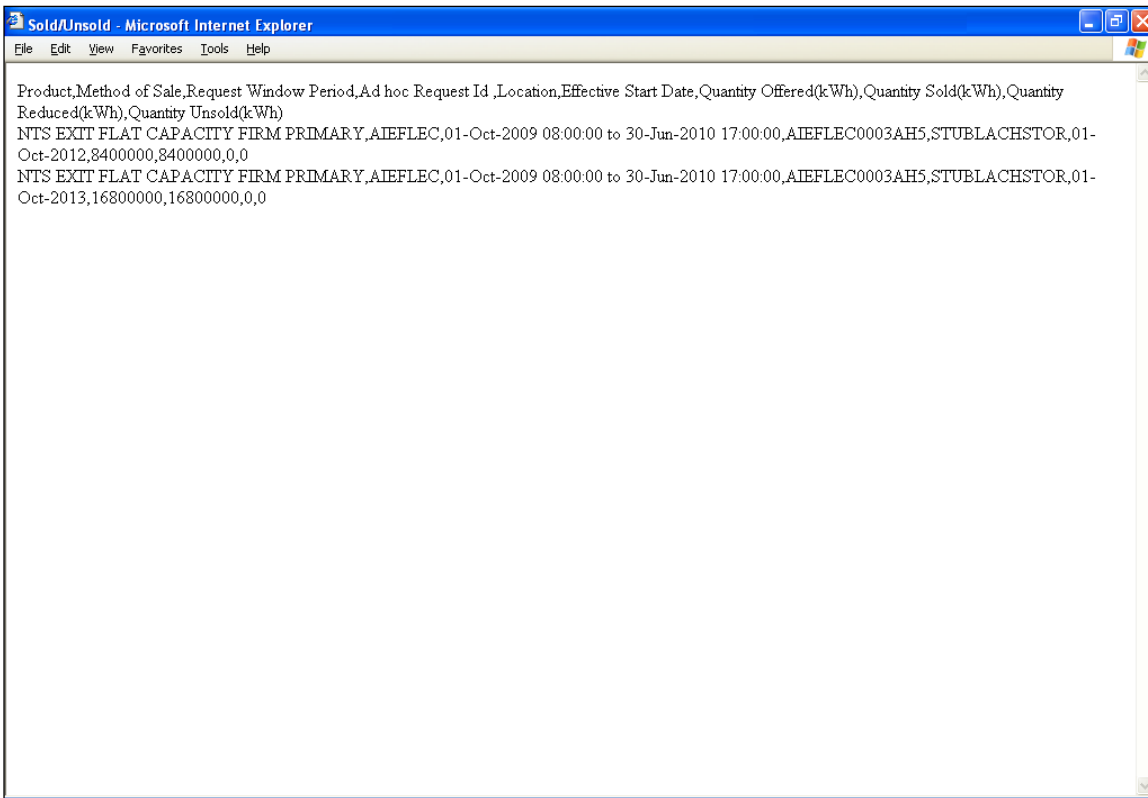 Sold/Unsold - Microsoft Internet Explorer
File Edit View Favorites Tools Help
Product,Method of Sale,Request Window Period,Ad hoc Request Id ,Location,Effective Start Date,Quantity Offered(kWh),Quantity Sold(kWh),Quantity
Reduced(kWh),Quantity Unsold(kWh)
NTS EXIT FLAT CAPACITY FIRM PRIMARY,AIEFLEC,01-Oct-2009 08:00:00 to 30-Jun-2010 17:00:00,AIEFLEC0003AH5,STUBLACHSTOR,01-
Oct-2012,8400000,8400000,0,0
NTS EXIT FLAT CAPACITY FIRM PRIMARY,AIEFLEC,01-Oct-2009 08:00:00 to 30-Jun-2010 17:00:00,AIEFLEC0003AH5,STUBLACHSTOR,01-
Oct-2013,16800000,16800000,0,0